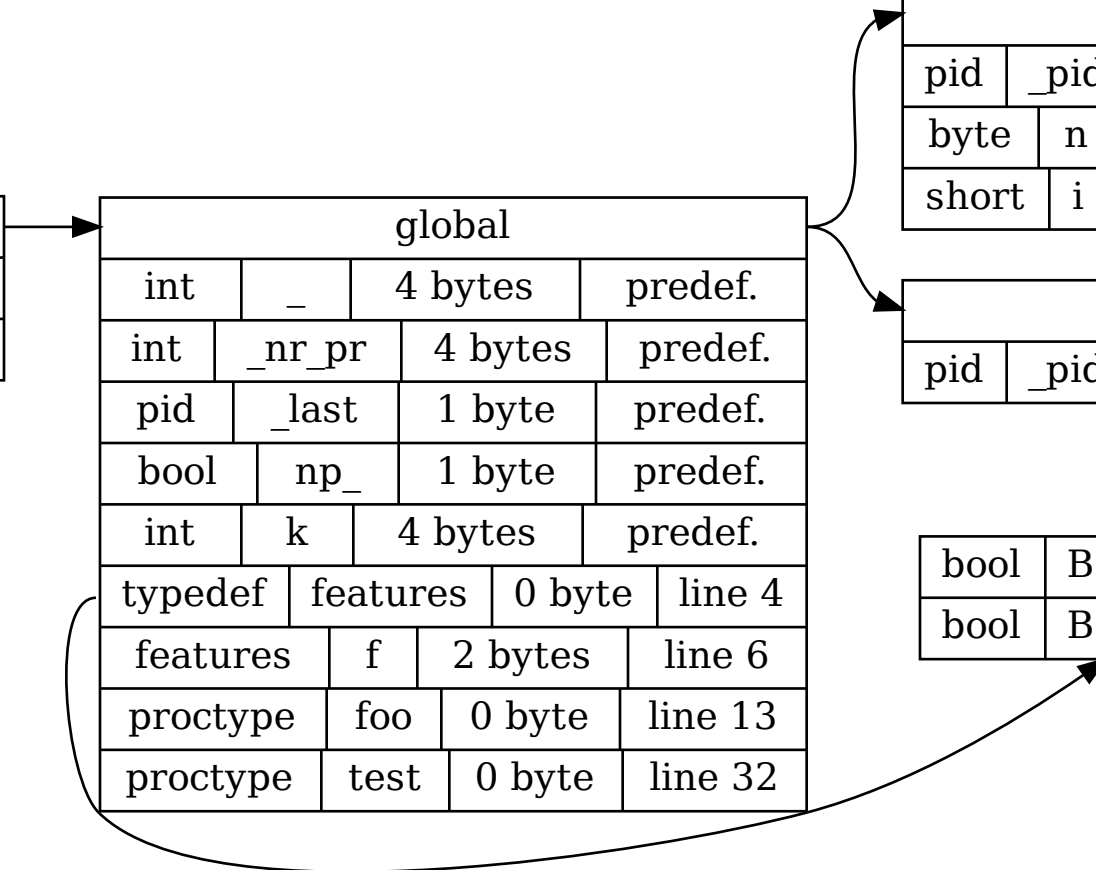 global
int _ 4 bytes predef.
int _nr_pr 4 bytes predef.
pid _last 1 byte predef.
bool np_ 1 byte predef.
int k 4 bytes predef.
typedef features 0 byte line 4
features f 2 bytes line 6
proctype foo 0 byte line 13
proctype test 0 byte line 32
pid _pid
byte n
short i
pid _pid
bool B
bool B